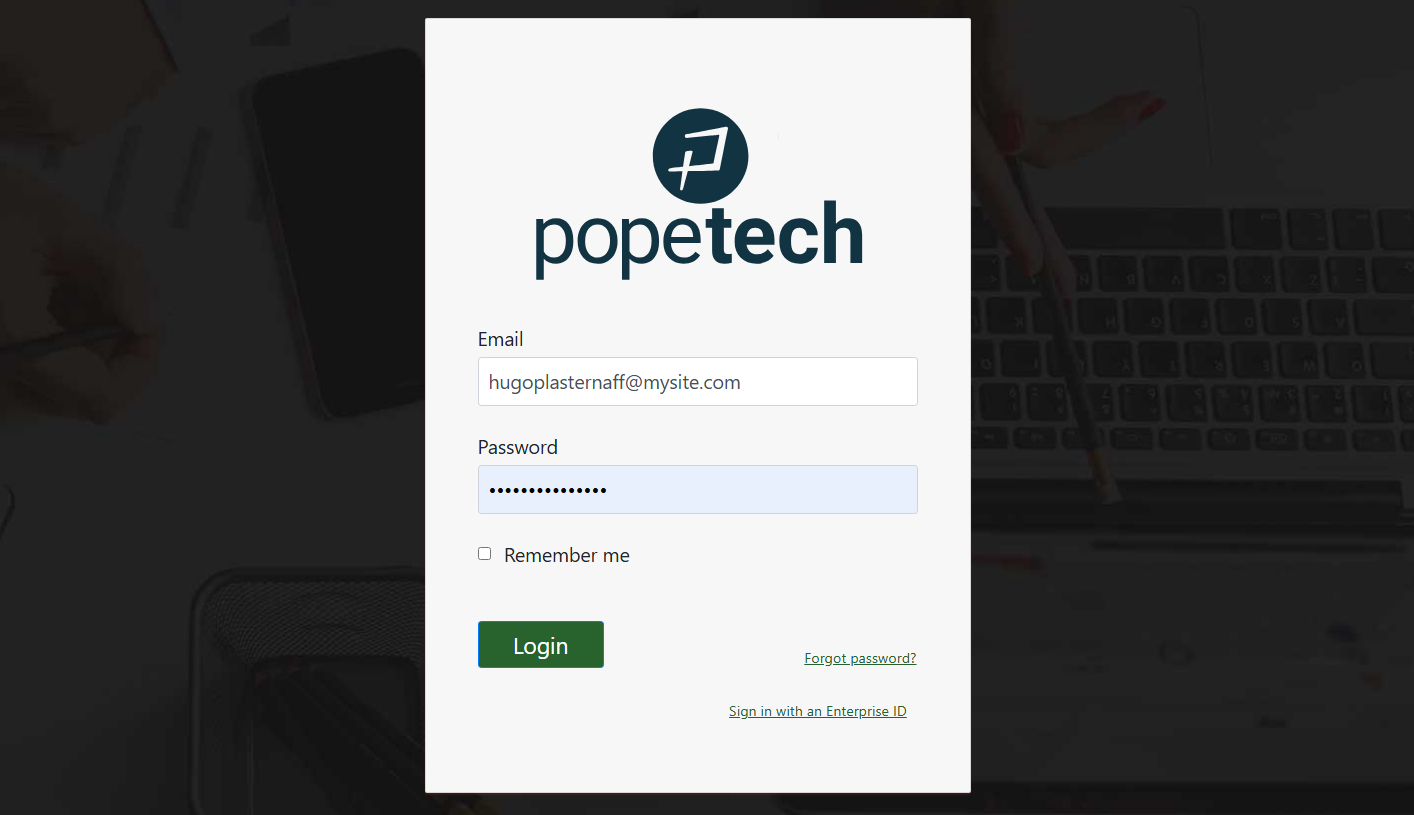 popetech
Email
hugoplasternaff@mysite.com
Password
•••••••••••••••
Remember me
Login
Forgot password?
Sign in with an Enterprise ID